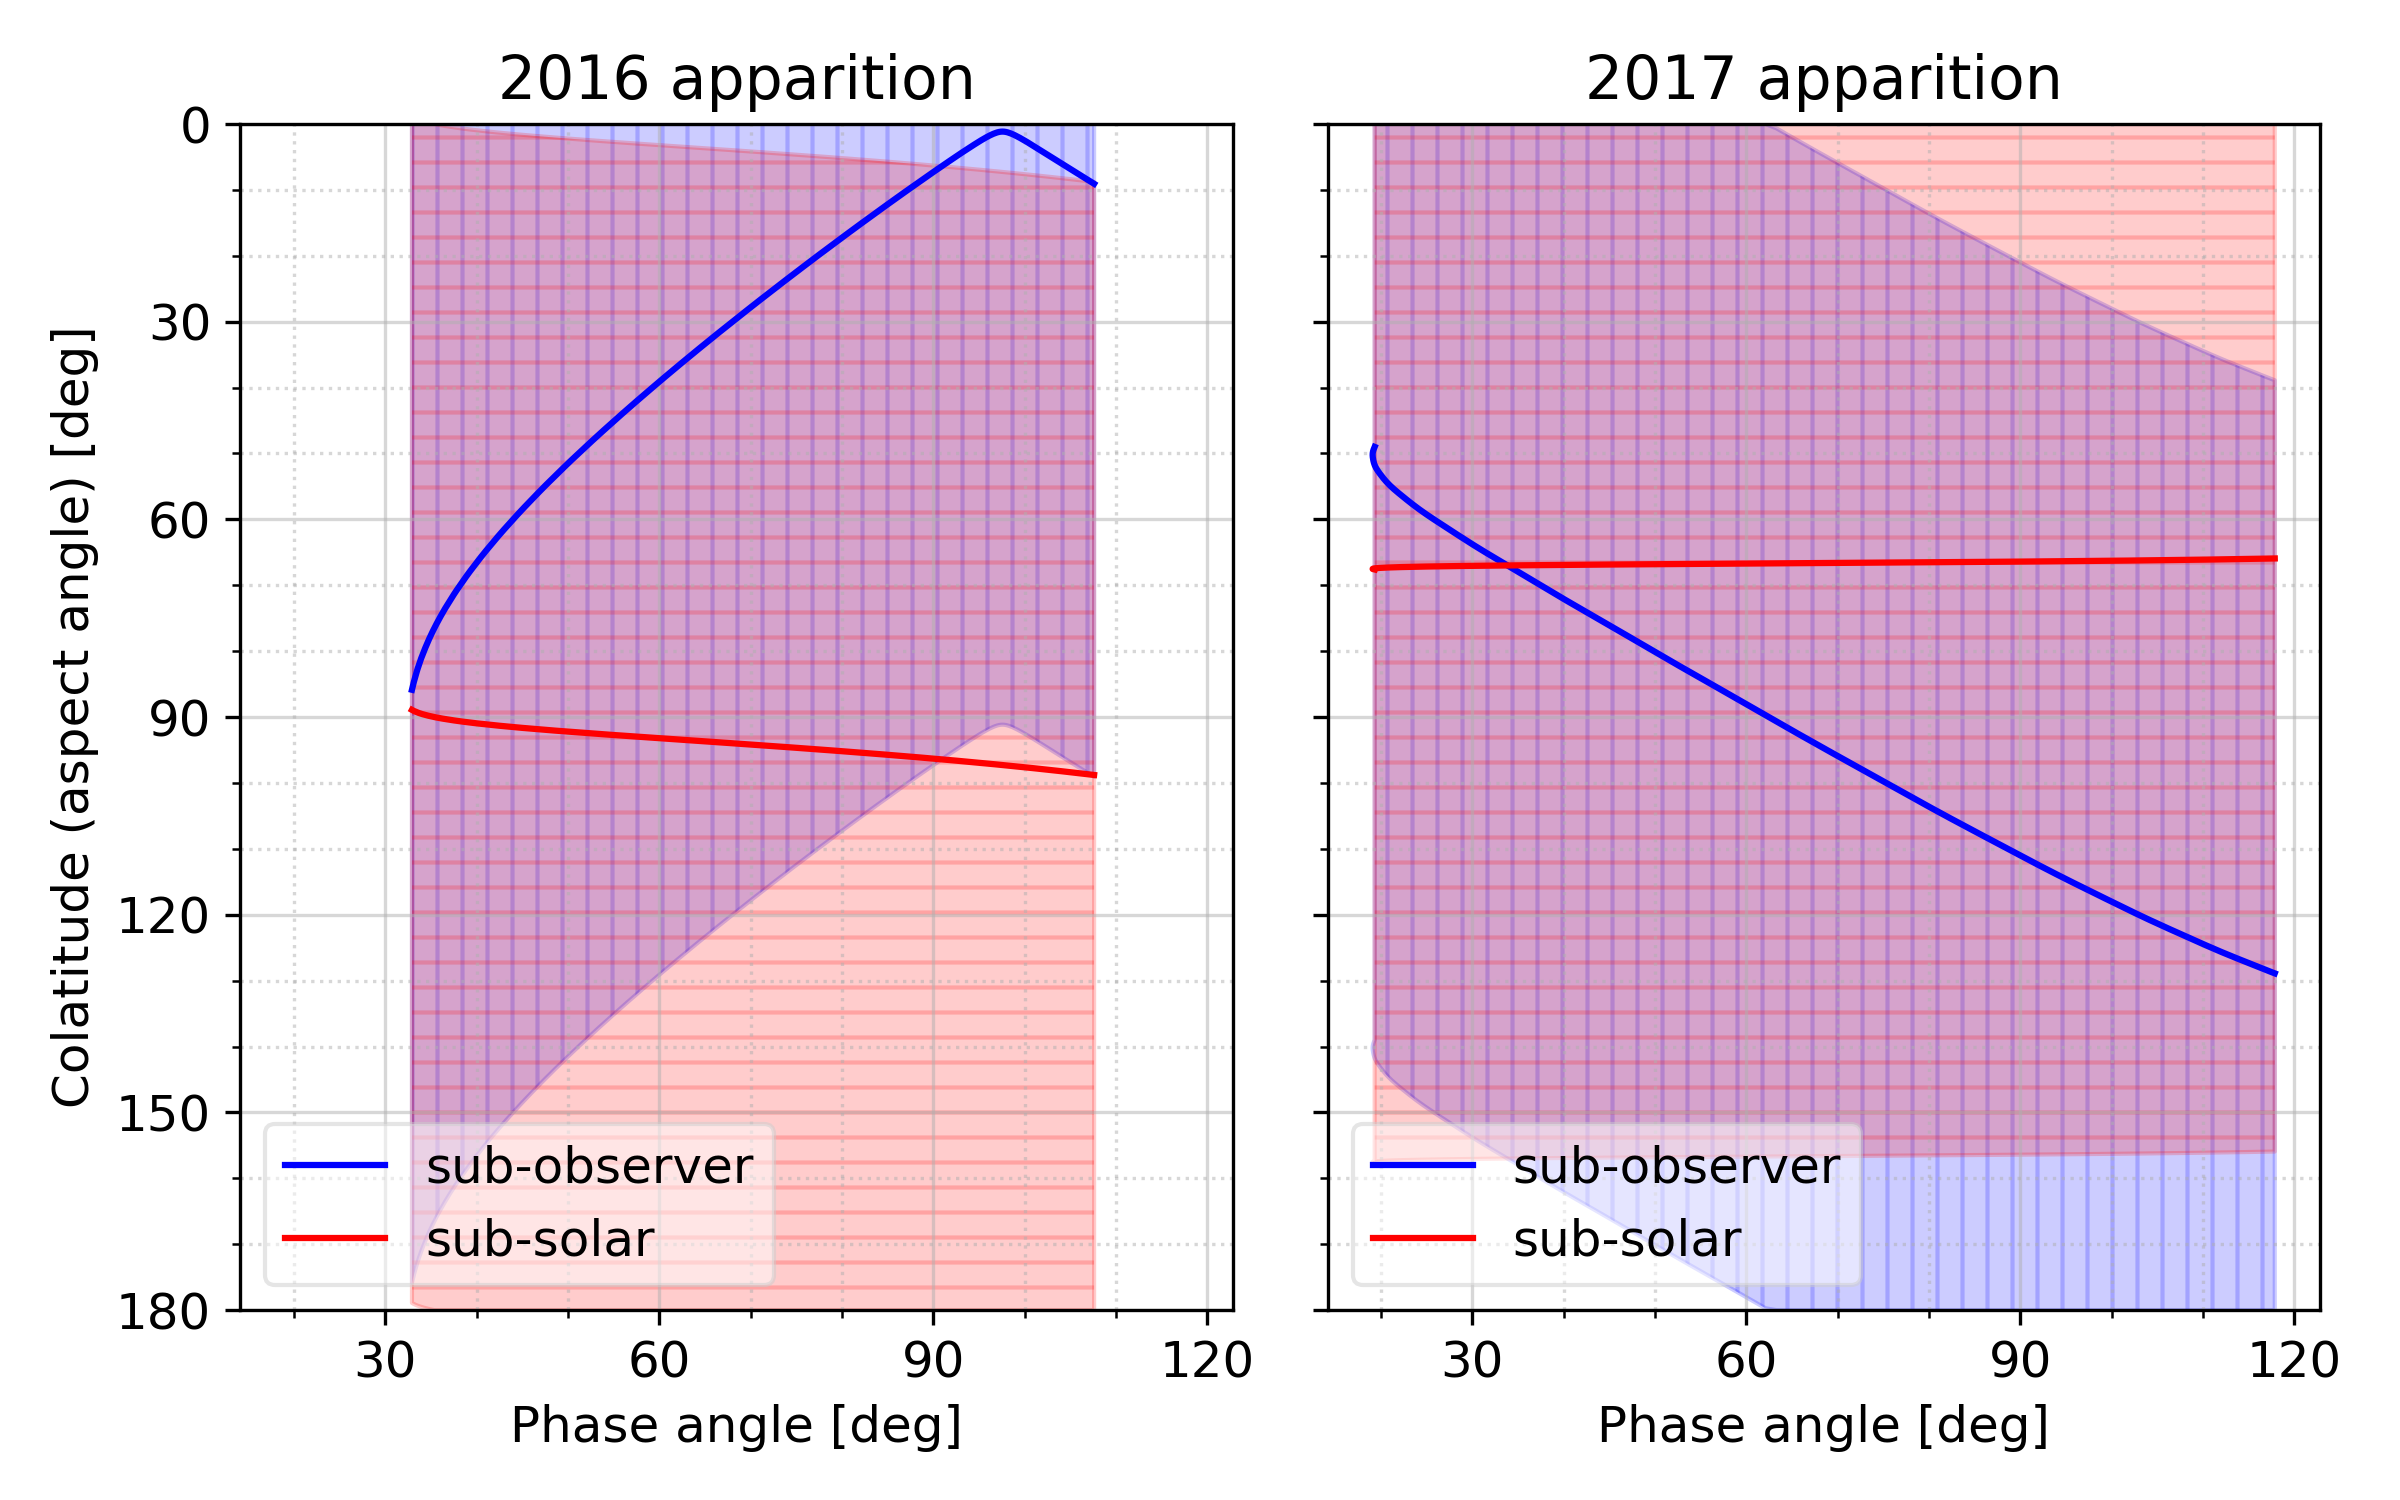 2016 apparition
2017 apparition
Colatitude (aspect angle) [deg]
0
30
60
90
120
150
180
sub-observer
sub-solar
sub-observer
sub-solar
30 60 90 120
30 60 90 120
Phase angle [deg]
Phase angle [deg]